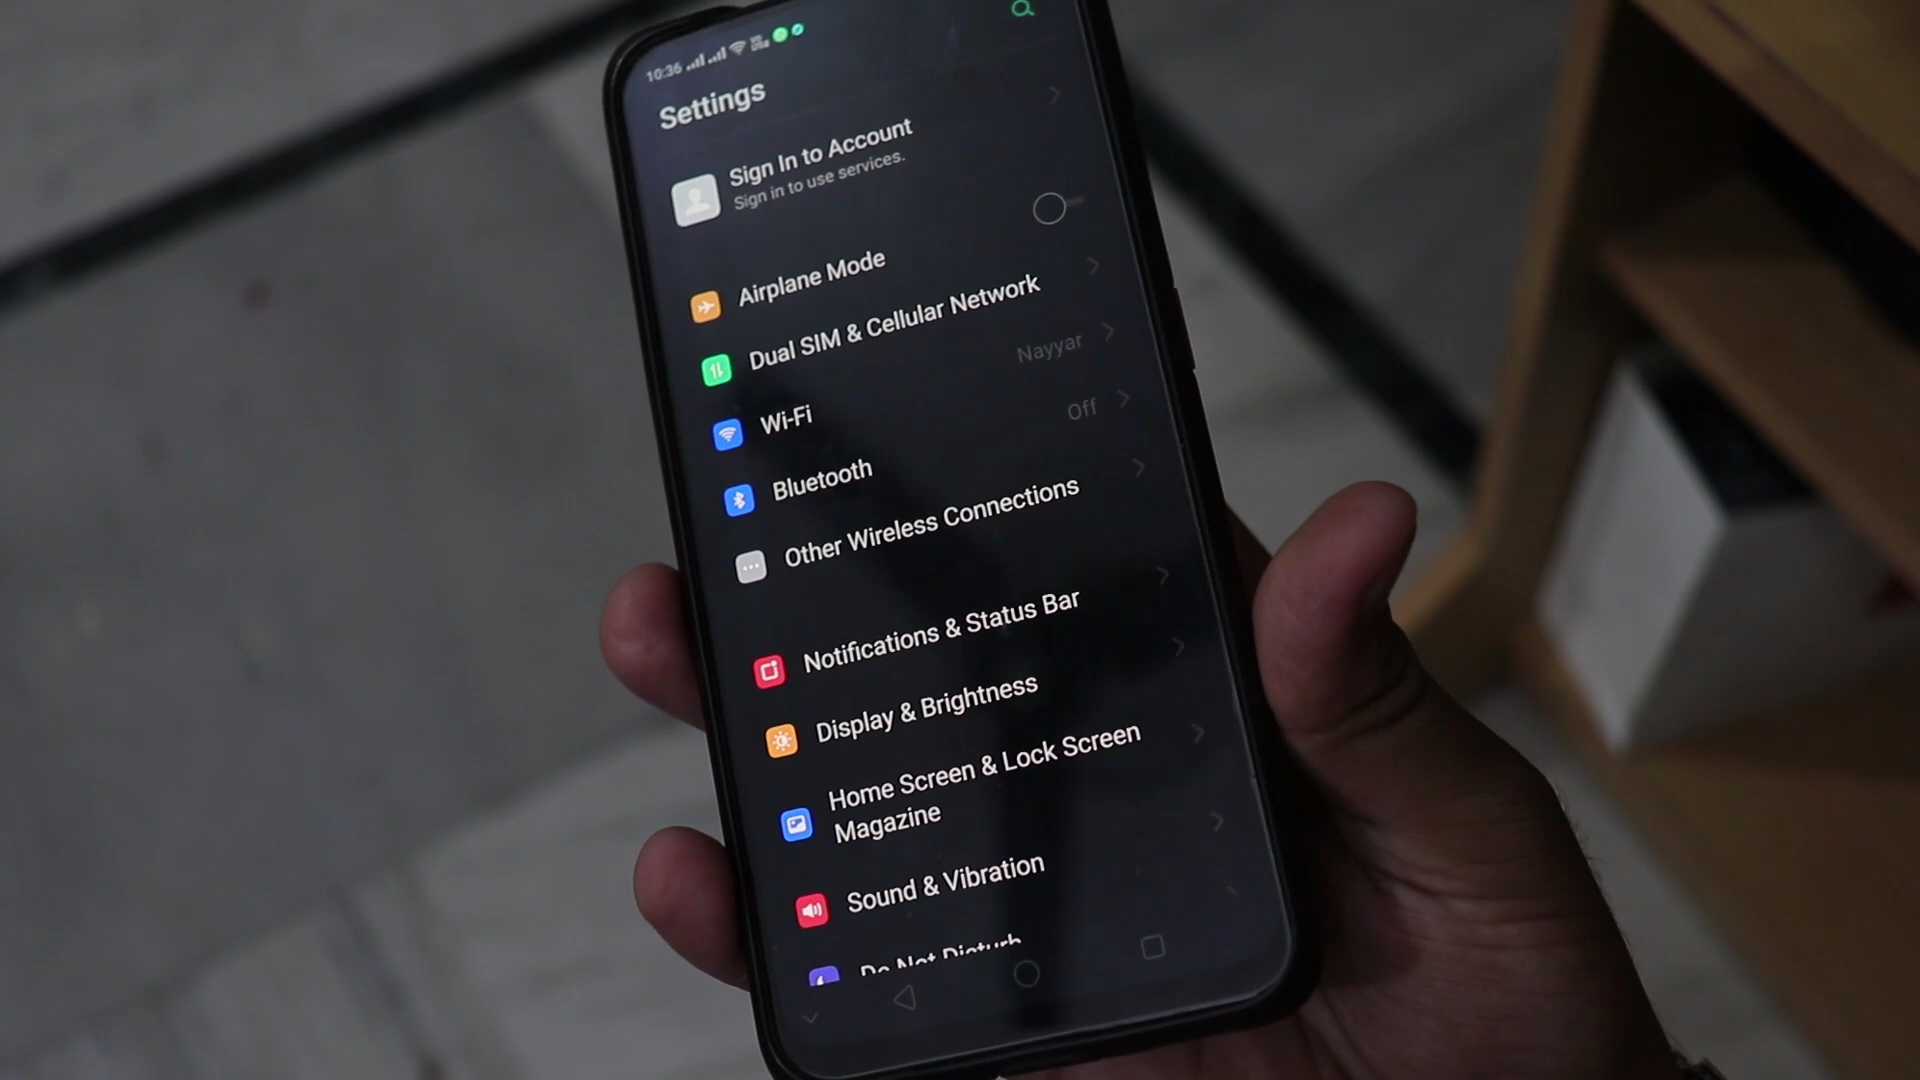 10:36
Settings
Sign In to Account
Sign in to use services.
Airplane Mode
Dual SIM & Cellular Network
Wi-Fi Nayyar
Bluetooth Off
Other Wireless Connections
Notifications & Status Bar
Display & Brightness
Home Screen & Lock Screen
Magazine
Sound & Vibration
Do Not Disturb